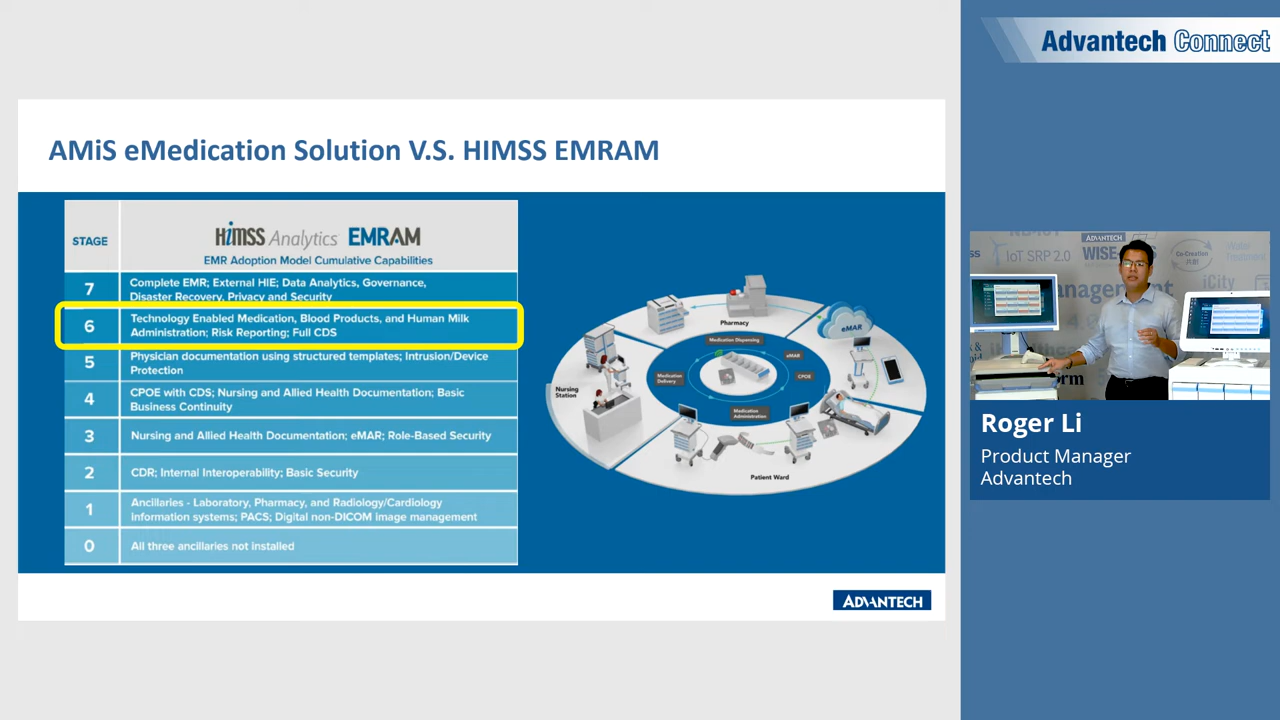 Advantech Connect
AMiS eMedication Solution V.S. HIMSS EMRAM
STAGE
HiMSS Analytics EMRAM
EMR Adoption Model Cumulative Capabilities
7
Complete EMR; External HIE; Data Analytics, Governance,
Disaster Recovery, Privacy and Security
6
Technology Enabled Medication, Blood Products, and Human Milk
Administration; Risk Reporting; Full CDS
5
Physician documentation using structured templates; Intrusion/Device
Protection
4
CPOE with CDS; Nursing and Allied Health Documentation; Basic
Business Continuity
3
Nursing and Allied Health Documentation; eMAR; Role-Based Security
2
CDR; Internal Interoperability; Basic Security
1
Ancillaries - Laboratory, Pharmacy, and Radiology/Cardiology
Information systems; PACS; Digital non-DICOM image management
0
All three ancillaries not installed
Pharmacy
eMAR
Medication Dispensing
eMAR
Medication
Delivery
CPOE
Nursing
Station
Medication
Administration
Patient Ward
ADVANTECH
ADVANTECH
IoT SRP 2.0
WISE-
Co-Creation
iCity
Roger Li
Product Manager
Advantech